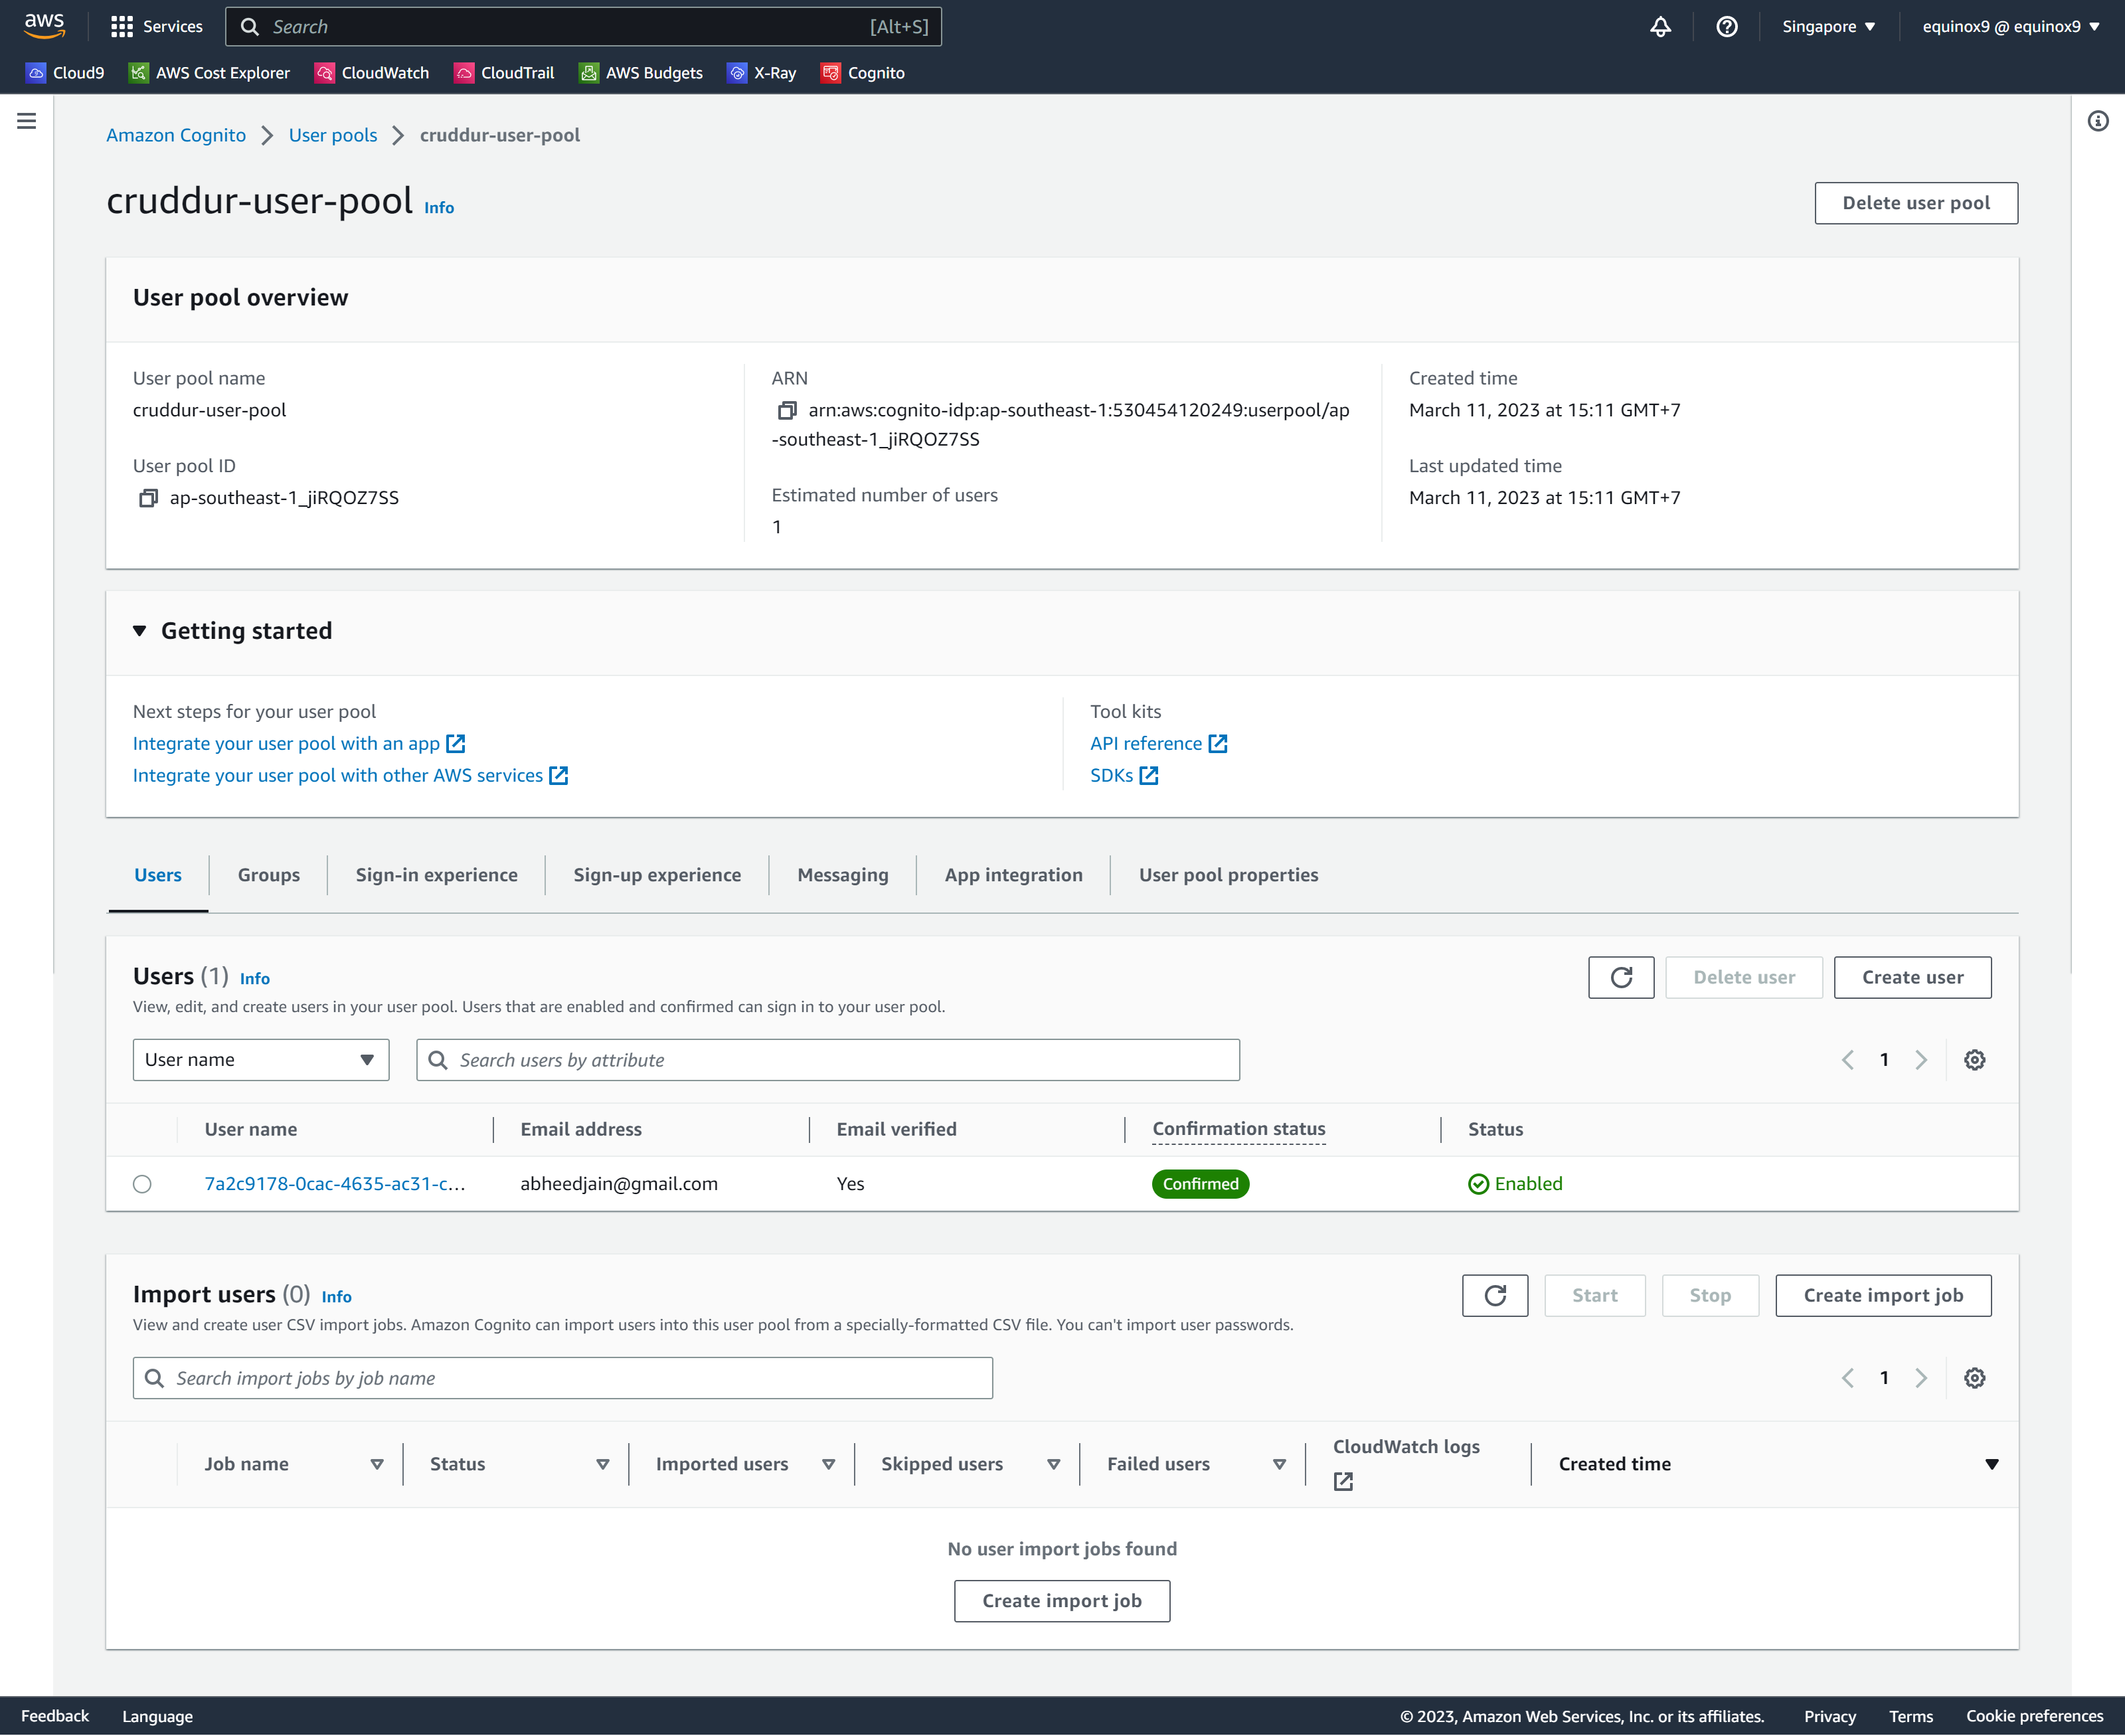 aws Services Search [Alt+S] Singapore equinox9 @ equinox9
Cloud9 AWS Cost Explorer CloudWatch CloudTrail AWS Budgets X-Ray Cognito
Amazon Cognito User pools cruddur-user-pool
cruddur-user-pool Info Delete user pool
User pool overview
User pool name
cruddur-user-pool
User pool ID
ap-southeast-1_jiRQOZ7SS
ARN
arn:aws:cognito-idp:ap-southeast-1:530454120249:userpool/ap
-southeast-1_jiRQOZ7SS
Estimated number of users
1
Created time
March 11, 2023 at 15:11 GMT+7
Last updated time
March 11, 2023 at 15:11 GMT+7
Getting started
Next steps for your user pool
Integrate your user pool with an app
Integrate your user pool with other AWS services
Tool kits
API reference
SDKs
Users Groups Sign-in experience Sign-up experience Messaging App integration User pool properties
Users (1) Info Delete user Create user
View, edit, and create users in your user pool. Users that are enabled and confirmed can sign in to your user pool.
User name Search users by attribute 1
User name Email address Email verified Confirmation status Status
7a2c9178-0cac-4635-ac31-c... abheedjain@gmail.com Yes Confirmed Enabled
Import users (0) Info Start Stop Create import job
View and create user CSV import jobs. Amazon Cognito can import users into this user pool from a specially-formatted CSV file. You can't import user passwords.
Search import jobs by job name 1
Job name Status Imported users Skipped users Failed users CloudWatch logs Created time
No user import jobs found
Create import job
Feedback Language © 2023, Amazon Web Services, Inc. or its affiliates. Privacy Terms Cookie preferences